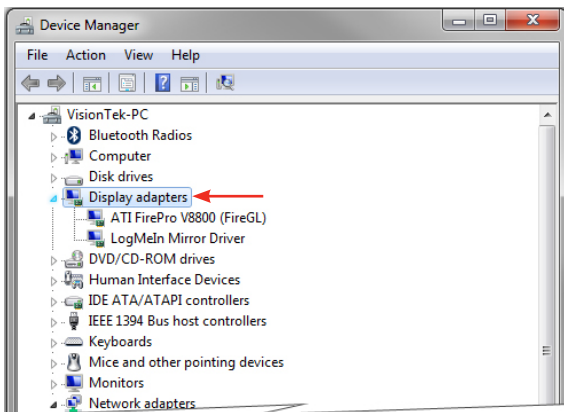 Device Manager
File Action View Help
VisionTek-PC
Bluetooth Radios
Computer
Disk drives
Display adapters
ATI FirePro V8800 (FireGL)
LogMeIn Mirror Driver
DVD/CD-ROM drives
Human Interface Devices
IDE ATA/ATAPI controllers
IEEE 1394 Bus host controllers
Keyboards
Mice and other pointing devices
Monitors
Network adapters